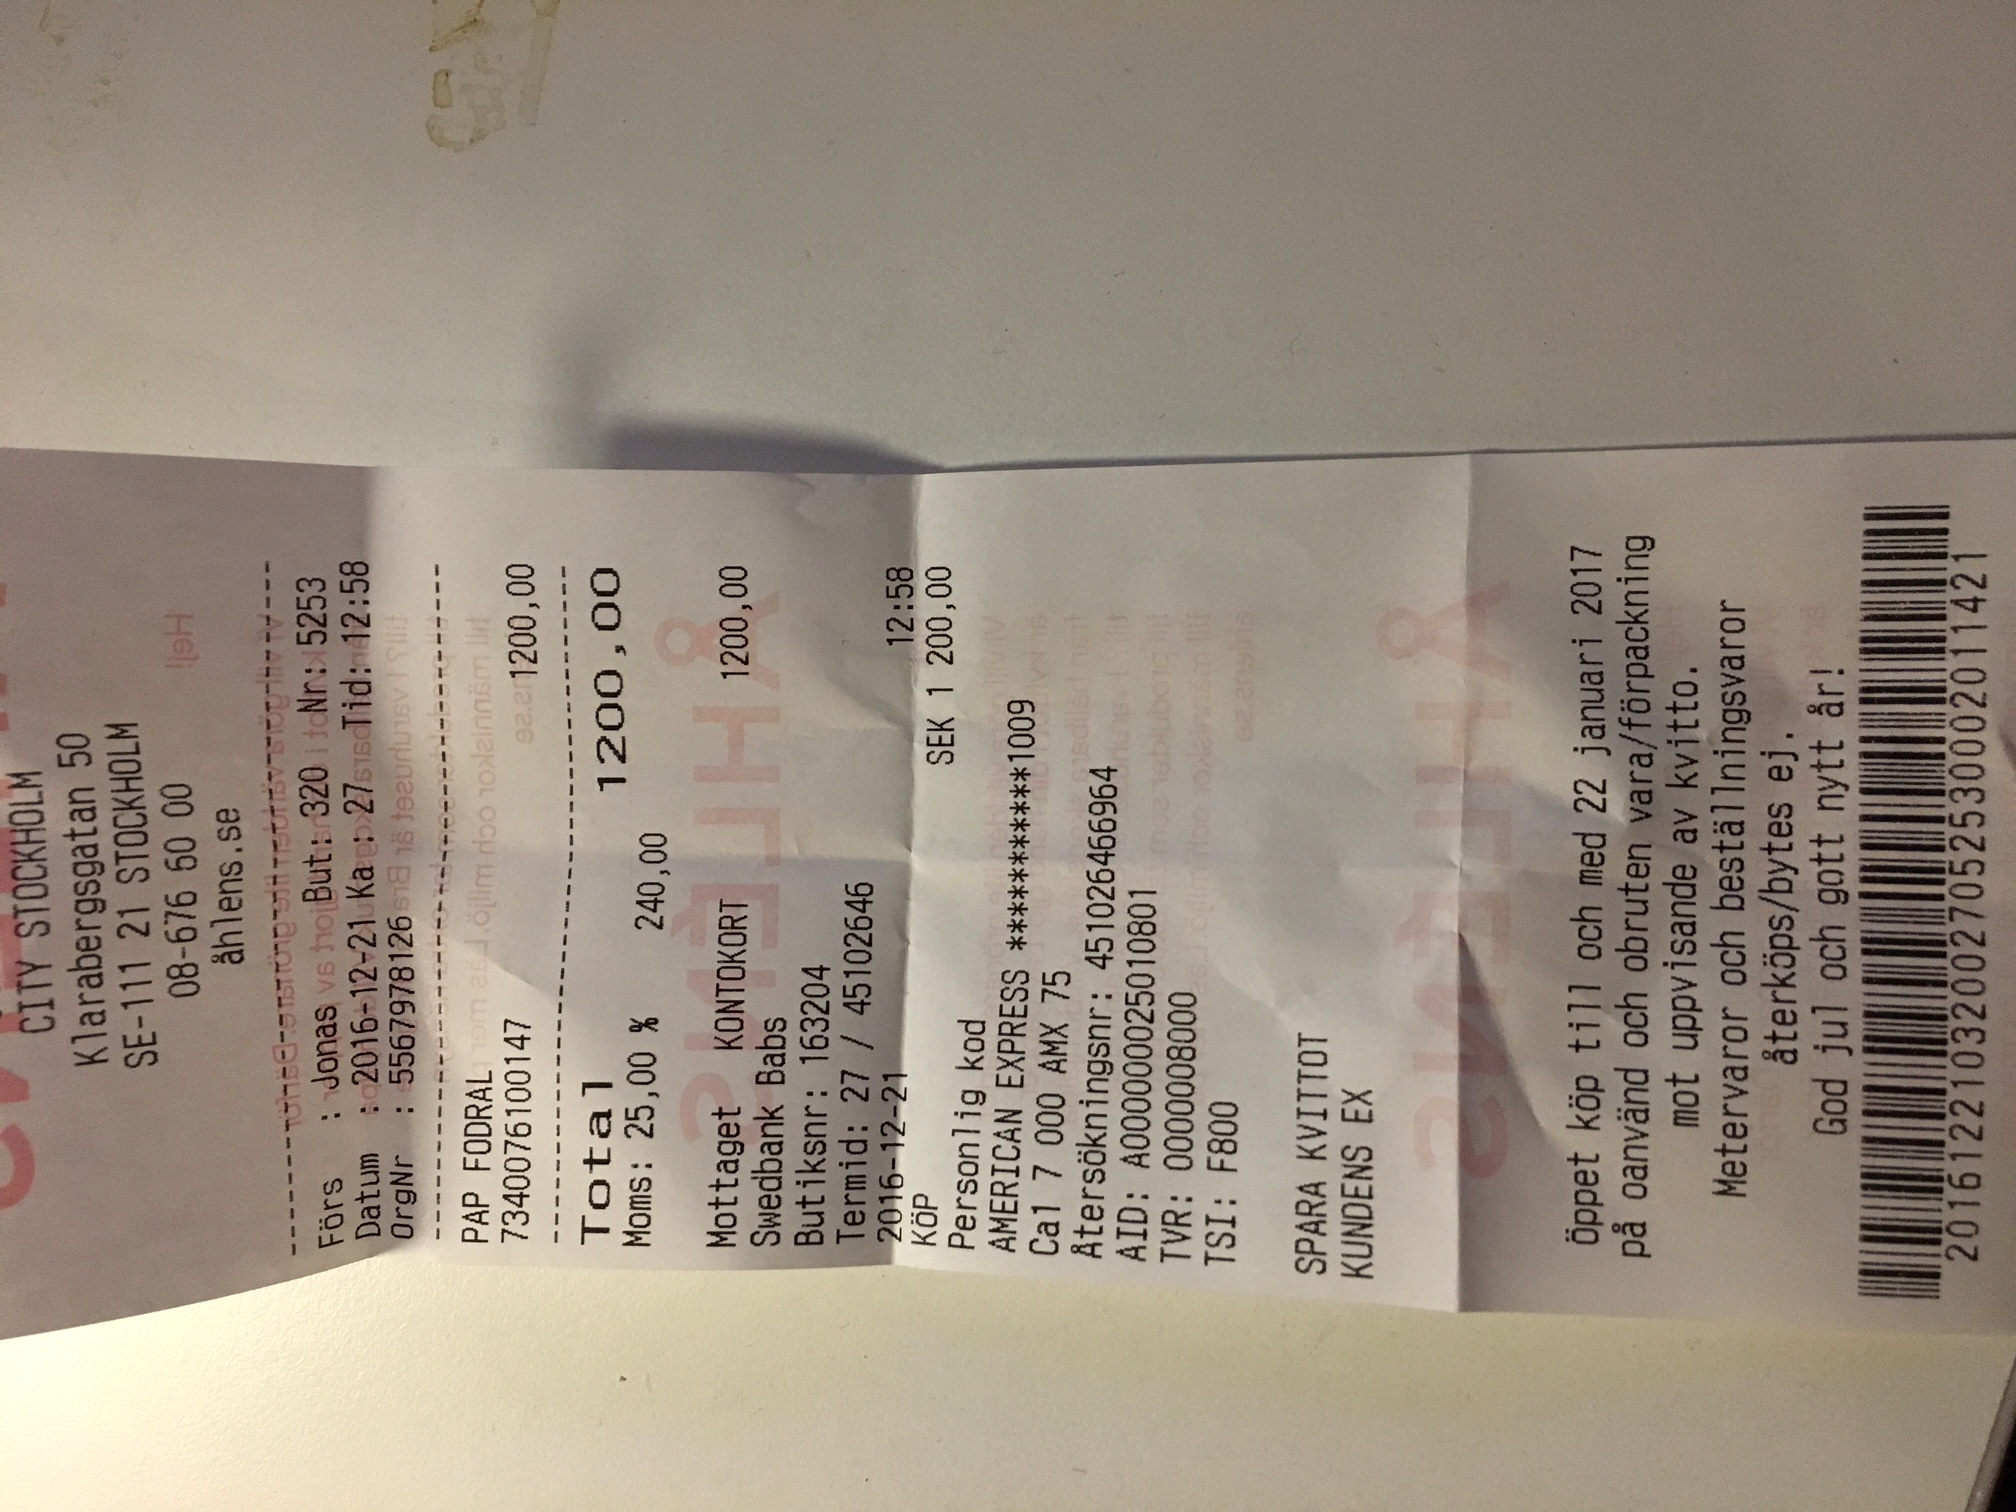 CITY STOCKHOLM
Klarabergsgatan 50
SE-111 21 STOCKHOLM
08-676 60 00
åhlens.se
Förs : Jonas But: 320 Nr: 5253
Datum : 2016-12-21 Ka : 27 Tid: 12:58
OrgNr : 5567978126
PAP FODRAL
7340076100147 1200,00
Total 1200,00
Moms: 25,00 % 240,00
Mottaget KONTOKORT 1200,00
Swedbank Babs
Butiksnr: 163204
Termid: 27 / 45102646
2016-12-21 12:58
KÖP SEK 1 200,00
Personlig kod
AMERICAN EXPRESS ***********1009
Ca1 7 000 AMX 75
Återsökningsnr: 451026466964
AID: A000000025010801
TVR: 0000008000
TSI: F800
SPARA KVITTOT
KUNDENS EX
ÅHLÉNS
Öppet köp till och med 22 januari 2017
på oanvänd och obruten vara/förpackning
mot uppvisande av kvitto.
Metervaror och beställningsvaror
återköps/bytes ej.
God jul och gott nytt år!
201612210320027052530002011421